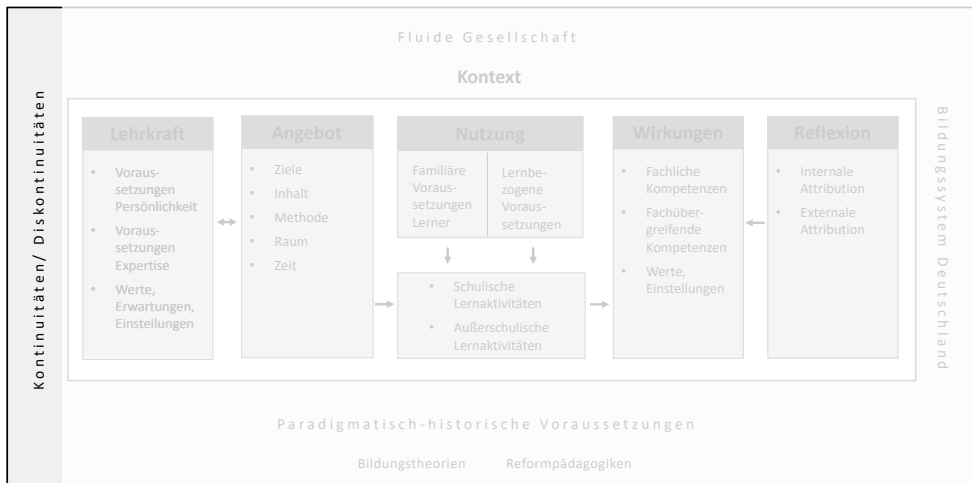 Fluide Gesellschaft
Kontext
Kontinuitäten/ Diskontinuitäten
Lehrkraft
• Voraus-
setzungen
Persönlichkeit
• Voraus-
setzungen
Expertise
• Werte,
Erwartungen,
Einstellungen
Angebot
• Ziele
• Inhalt
• Methode
• Raum
• Zeit
Nutzung
Familiäre
Voraus-
setzungen
Lerner
Lernbe-
zogene
Voraus-
setzungen
• Schulische
Lernaktivitäten
• Außerschulische
Lernaktivitäten
Wirkungen
• Fachliche
Kompetenzen
• Fachüber-
greifende
Kompetenzen
• Werte,
Einstellungen
Reflexion
• Internale
Attribution
• Externale
Attribution
Bildungssystem Deutschland
Paradigmatisch-historische Voraussetzungen
Bildungstheorien Reformpädagogiken